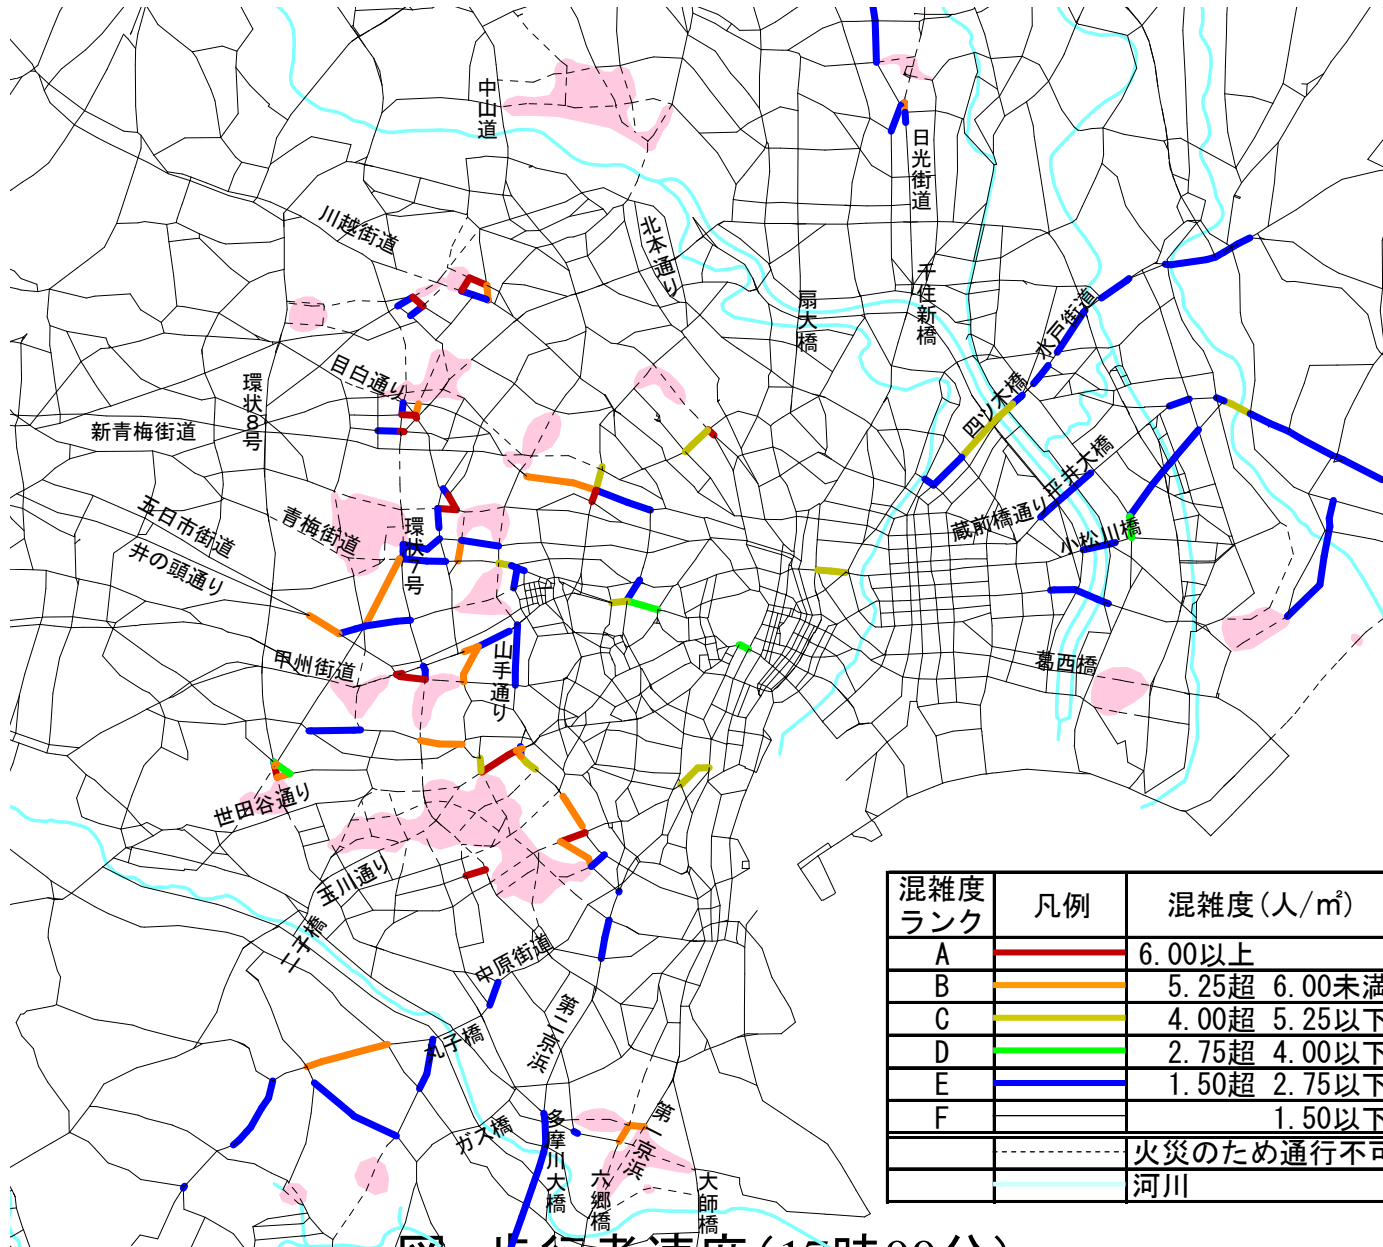 中山道
日光街道
川越街道
北本通り
千住新橋
扇大橋
水戸街道
目白通り
環状8号
四ツ木橋
新青梅街道
平井大橋
五日市街道
青梅街道
環状7号
蔵前橋通り
小松川橋
井の頭通り
甲州街道
山手通り
葛西橋
世田谷通り
玉川通り
二子橋
中原街道
第二京浜
丸子橋
ガス橋
多摩川大橋
第一京浜
六郷橋
大師橋
混雑度
ランク
凡例
混雑度(人/㎡)
A
6.00以上
B
5.25超 6.00未満
C
4.00超 5.25以下
D
2.75超 4.00以下
E
1.50超 2.75以下
F
1.50以下
火災のため通行不可
河川